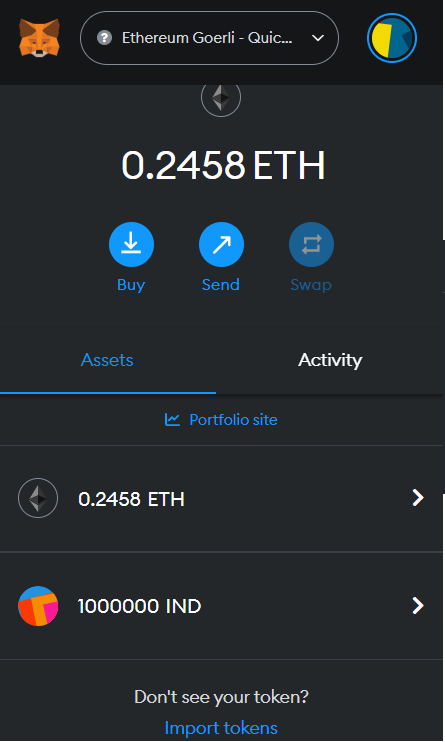 Ethereum Goerli - Quic...
0.2458 ETH
Buy Send Swap
Assets Activity
Portfolio site
0.2458 ETH
1000000 IND
Don't see your token?
Import tokens